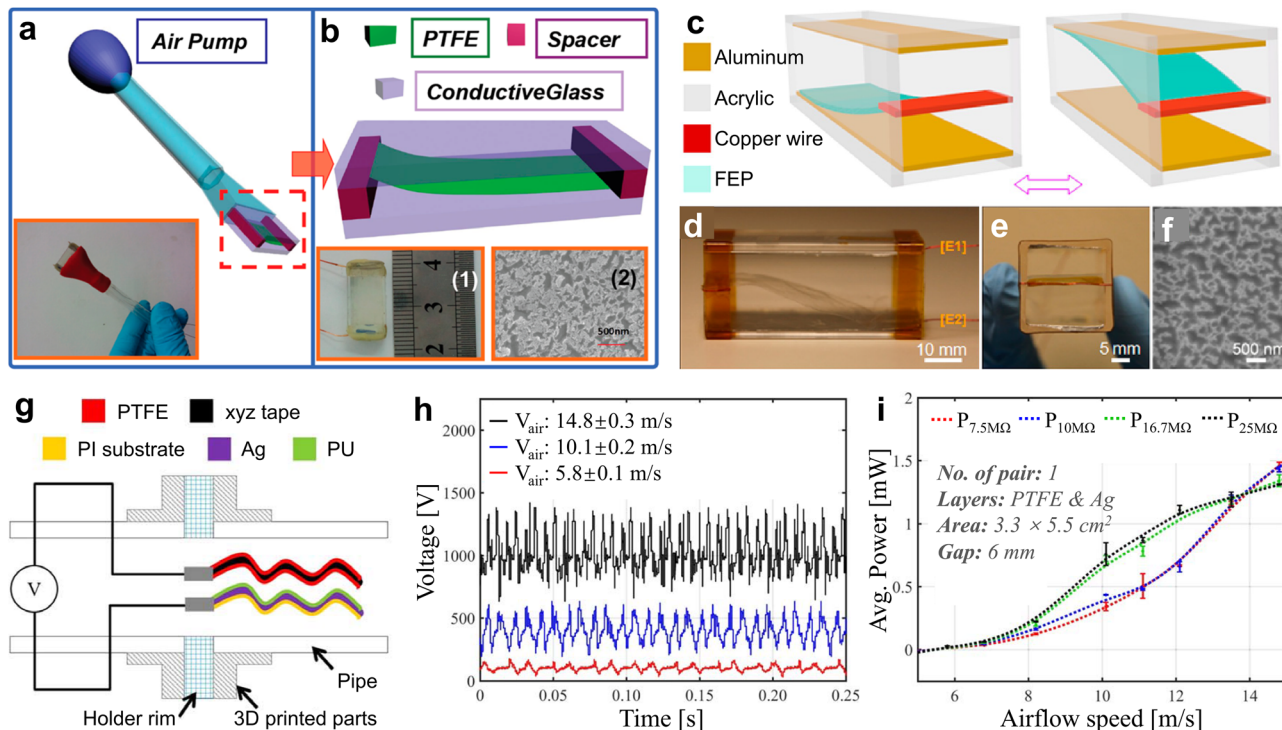 a
Air Pump
b
PTFE
Spacer
ConductiveGlass
(1)
4
3
2
(2)
500nm
c
Aluminum
Acrylic
Copper wire
FEP
d
[E1]
[E2]
10 mm
e
5 mm
f
500 nm
g
PTFE
xyz tape
PI substrate
Ag
PU
V
Pipe
Holder rim
3D printed parts
h
V_air: 14.8±0.3 m/s
V_air: 10.1±0.2 m/s
V_air: 5.8±0.1 m/s
Voltage [V]
2000
1500
1000
500
0
0
0.05
0.10
0.15
0.20
0.25
Time [s]
i
P_7.5MΩ
P_10MΩ
P_16.7MΩ
P_25MΩ
No. of pair: 1
Layers: PTFE & Ag
Area: 3.3 × 5.5 cm²
Gap: 6 mm
Avg. Power [mW]
2
1.5
1
0.5
0
6
8
10
12
14
Airflow speed [m/s]